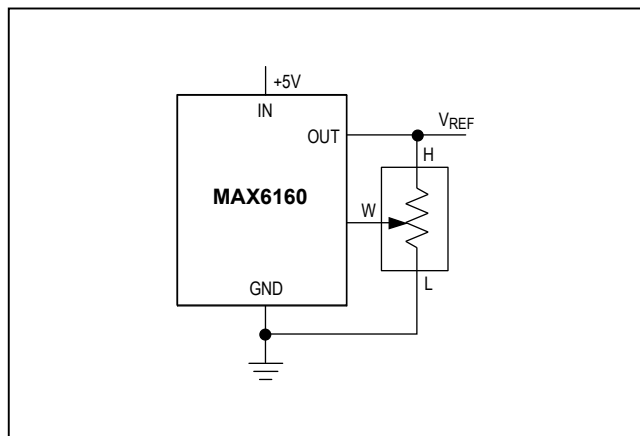 +5V
IN
OUT
VREF
H
MAX6160
W
L
GND